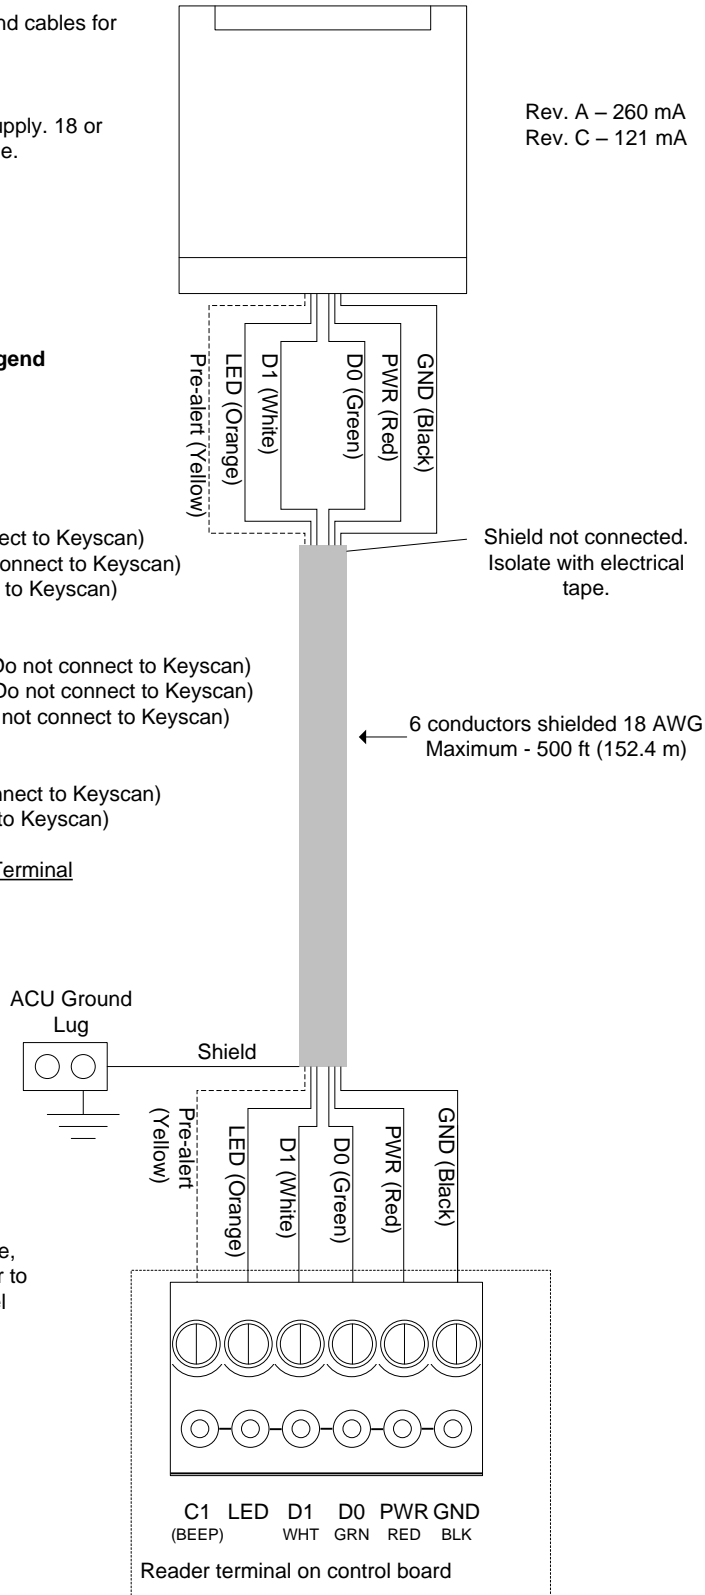 nd cables for
upply. 18 or
e.
Rev. A – 260 mA
Rev. C – 121 mA
gend
Pre-alert (Yellow)
LED (Orange)
D1 (White)
D0 (Green)
PWR (Red)
GND (Black)
ect to Keyscan)
onnect to Keyscan)
to Keyscan)
Shield not connected.
Isolate with electrical
tape.
Do not connect to Keyscan)
Do not connect to Keyscan)
not connect to Keyscan)
6 conductors shielded 18 AWG
Maximum - 500 ft (152.4 m)
nnect to Keyscan)
to Keyscan)
Terminal
ACU Ground
Lug
Shield
Pre-alert
(Yellow)
LED (Orange)
D1 (White)
D0 (Green)
PWR (Red)
GND (Black)
e,
r to
el
C1 LED D1 D0 PWR GND
(BEEP) WHT GRN RED BLK
Reader terminal on control board